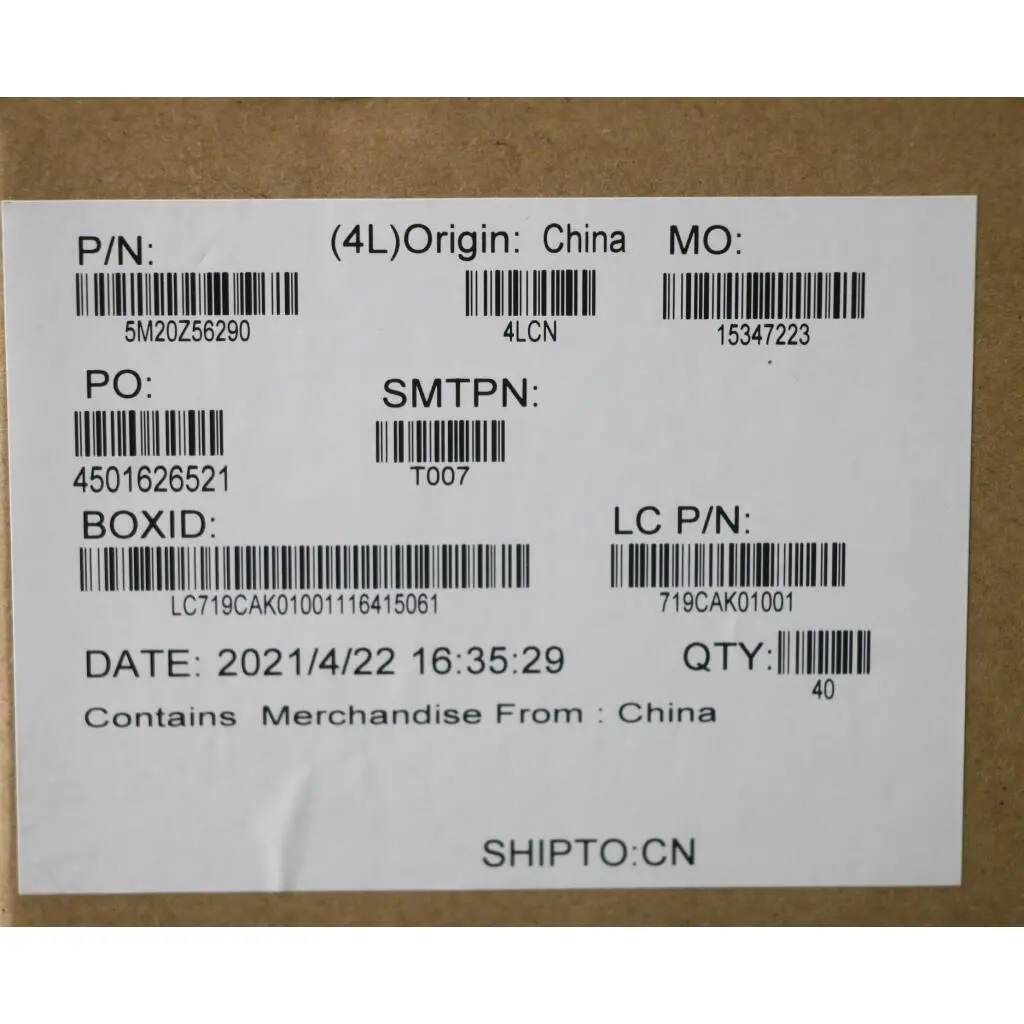 P/N: (4L)Origin: China MO:
5M20Z56290 4LCN 15347223
PO: SMTPN:
4501626521 T007
BOXID: LC P/N:
LC719CAK01001116415061 719CAK01001
DATE: 2021/4/22 16:35:29 QTY:
40
Contains Merchandise From : China
SHIPTO:CN